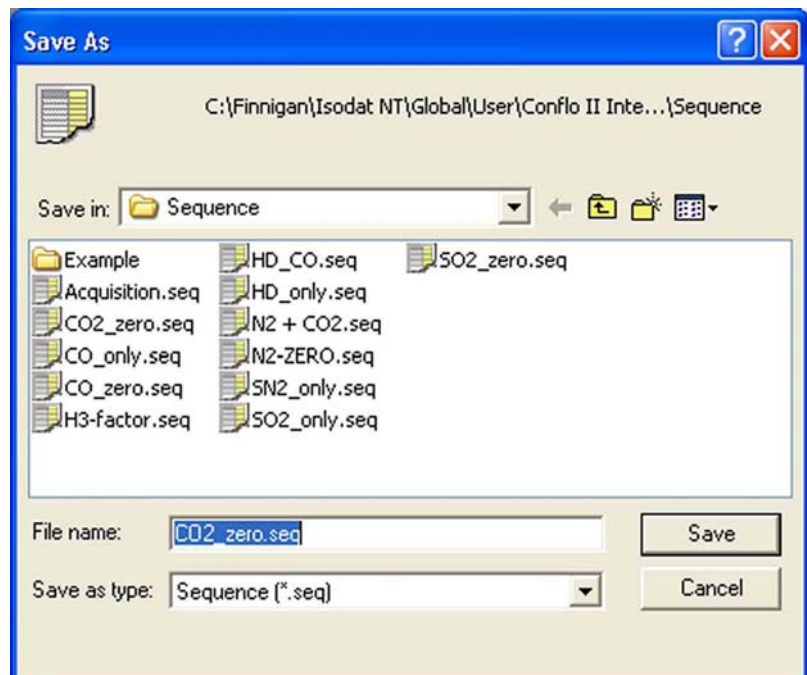 Save As
C:\Finnigan\Isodat NT\Global\User\Conflo II Inte...\Sequence
Save in: Sequence
Example
Acquisition.seq
CO2_zero.seq
CO_only.seq
CO_zero.seq
H3-factor.seq
HD_CO.seq
HD_only.seq
N2 + CO2.seq
N2-ZERO.seq
SN2_only.seq
SO2_only.seq
SO2_zero.seq
File name: CO2_zero.seq
Save
Save as type: Sequence (*.seq)
Cancel